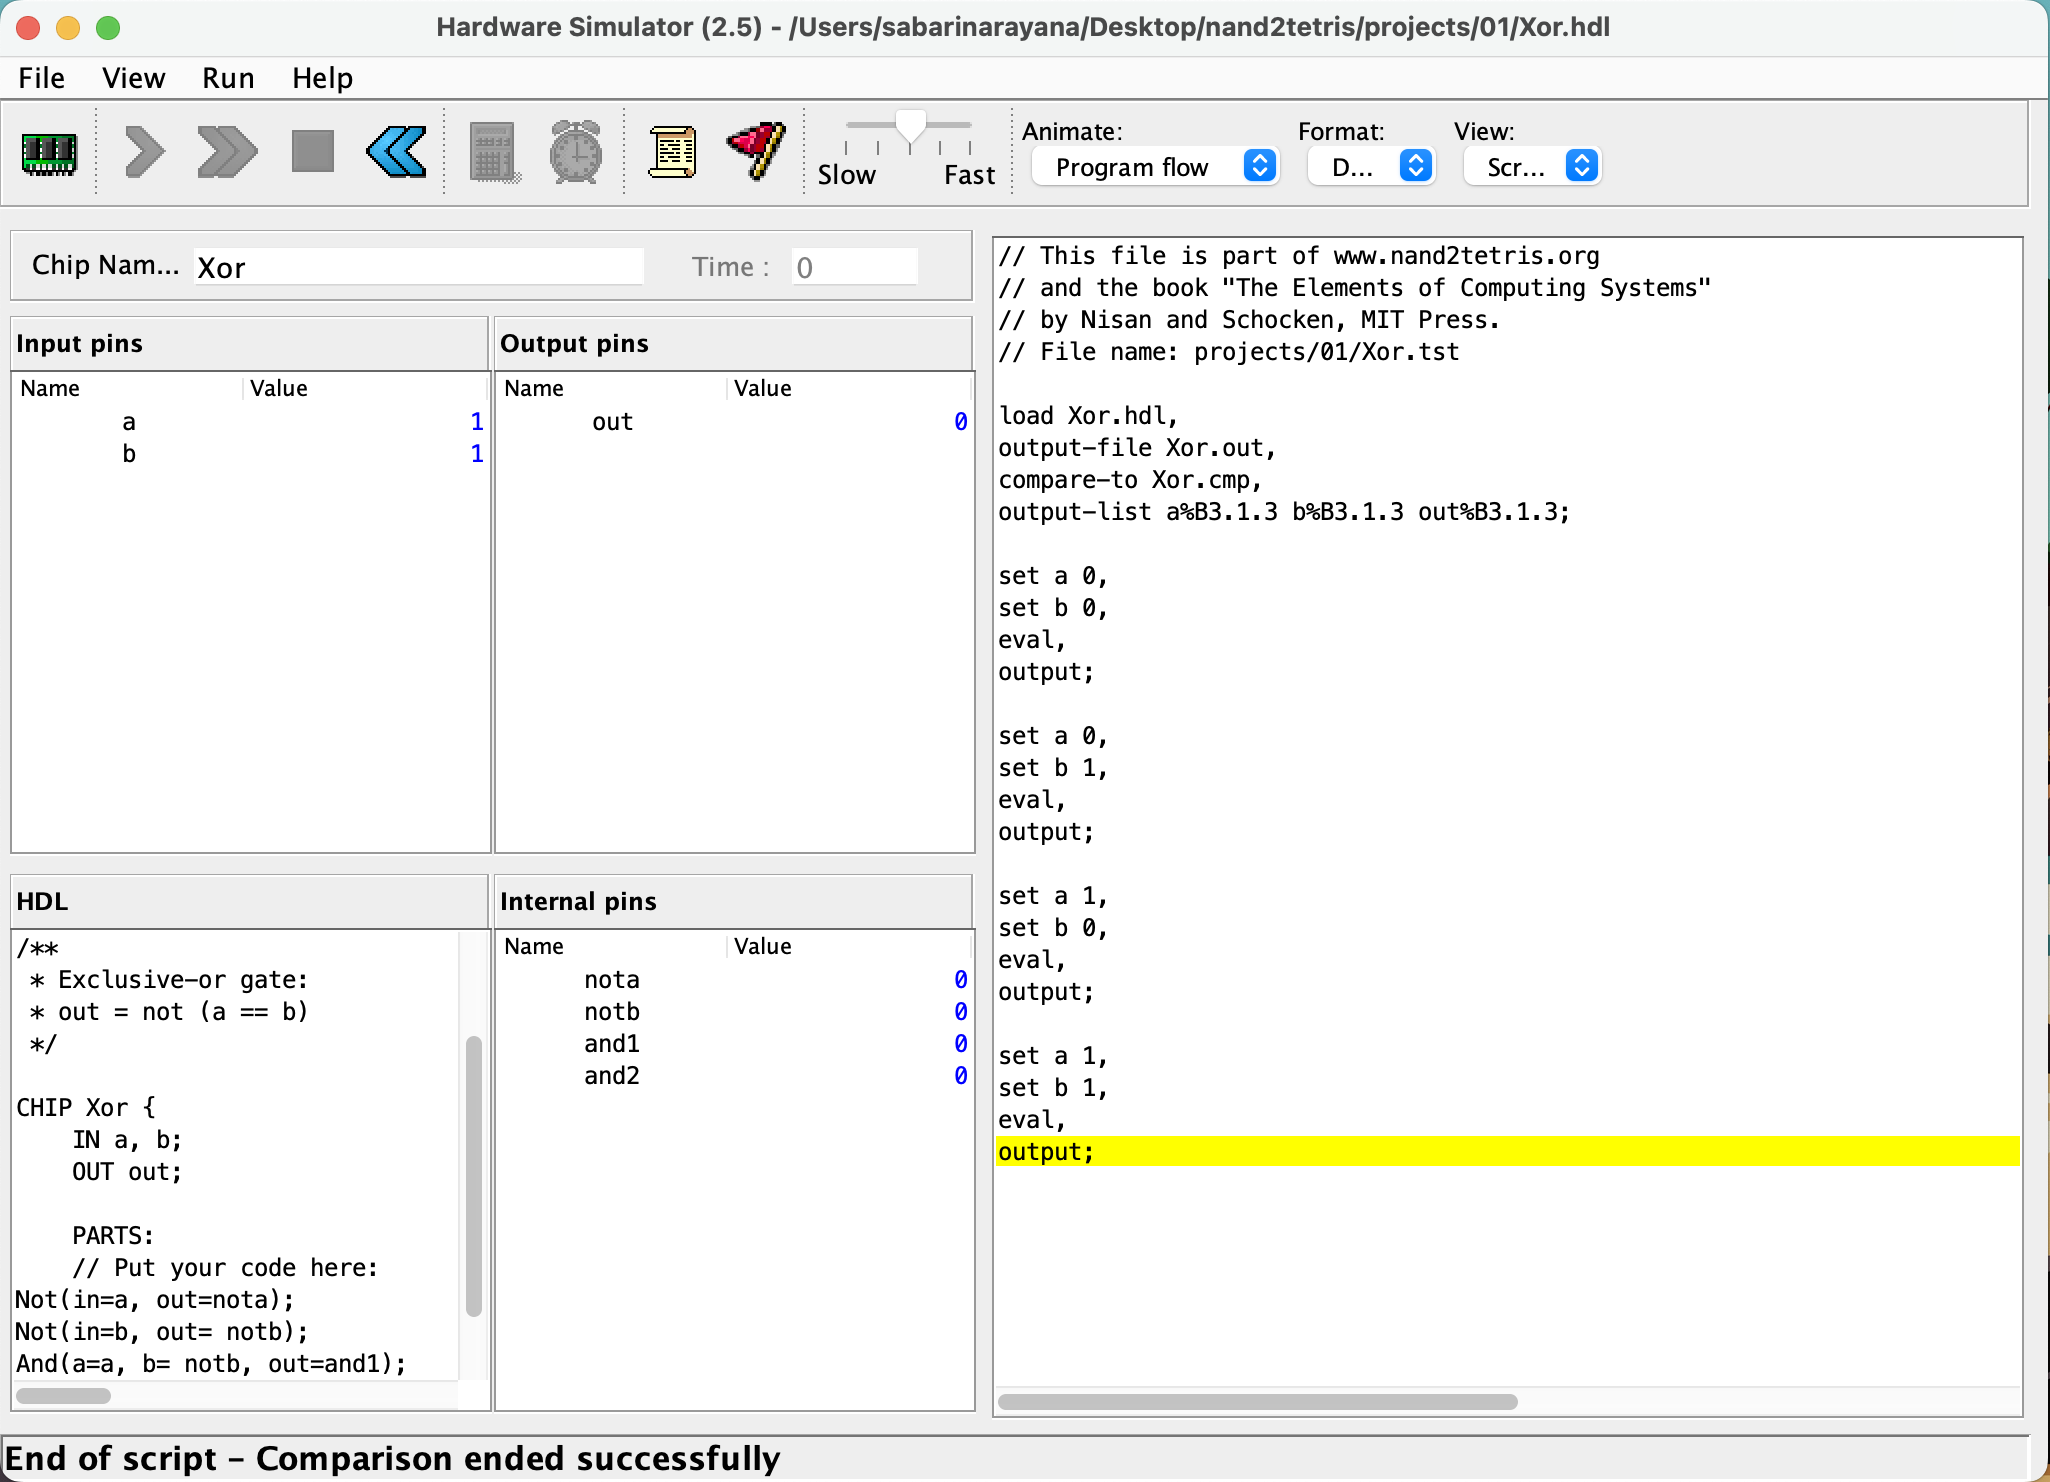 Hardware Simulator (2.5) - /Users/sabarinarayana/Desktop/nand2tetris/projects/01/Xor.hdl
File View Run Help
Slow Fast
Animate: Format: View:
Program flow D... Scr...
Chip Nam... Xor Time : 0
Input pins
Name Value
a 1
b 1
Output pins
Name Value
out 0
HDL
/**
* Exclusive-or gate:
* out = not (a == b)
*/
CHIP Xor {
IN a, b;
OUT out;
PARTS:
// Put your code here:
Not(in=a, out=nota);
Not(in=b, out= notb);
And(a=a, b= notb, out=and1);
Internal pins
Name Value
nota 0
notb 0
and1 0
and2 0
// This file is part of www.nand2tetris.org
// and the book "The Elements of Computing Systems"
// by Nisan and Schocken, MIT Press.
// File name: projects/01/Xor.tst
load Xor.hdl,
output-file Xor.out,
compare-to Xor.cmp,
output-list a%B3.1.3 b%B3.1.3 out%B3.1.3;
set a 0,
set b 0,
eval,
output;
set a 0,
set b 1,
eval,
output;
set a 1,
set b 0,
eval,
output;
set a 1,
set b 1,
eval,
output;
End of script - Comparison ended successfully